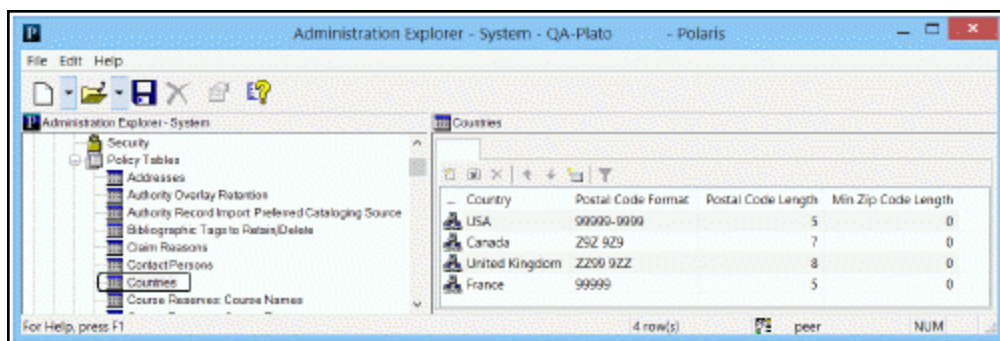 Administration Explorer - System - QA-Plato - Polaris
File Edit Help
Administration Explorer - System
Countries
Security
Policy Tables
Addresses
Authority Overlay Retention
Authority Record Import Preferred Cataloging Source
Bibliographic Tags to Retain/Delete
Claim Reasons
Contact Persons
Countries
Course Reserves: Course Names
Country Postal Code Format Postal Code Length Min Zip Code Length
USA 99999-9999 5 0
Canada Z9Z 9Z9 7 0
United Kingdom ZZ99 9ZZ 8 0
France 99999 5 0
For Help, press F1 4 row(s) peer NUM